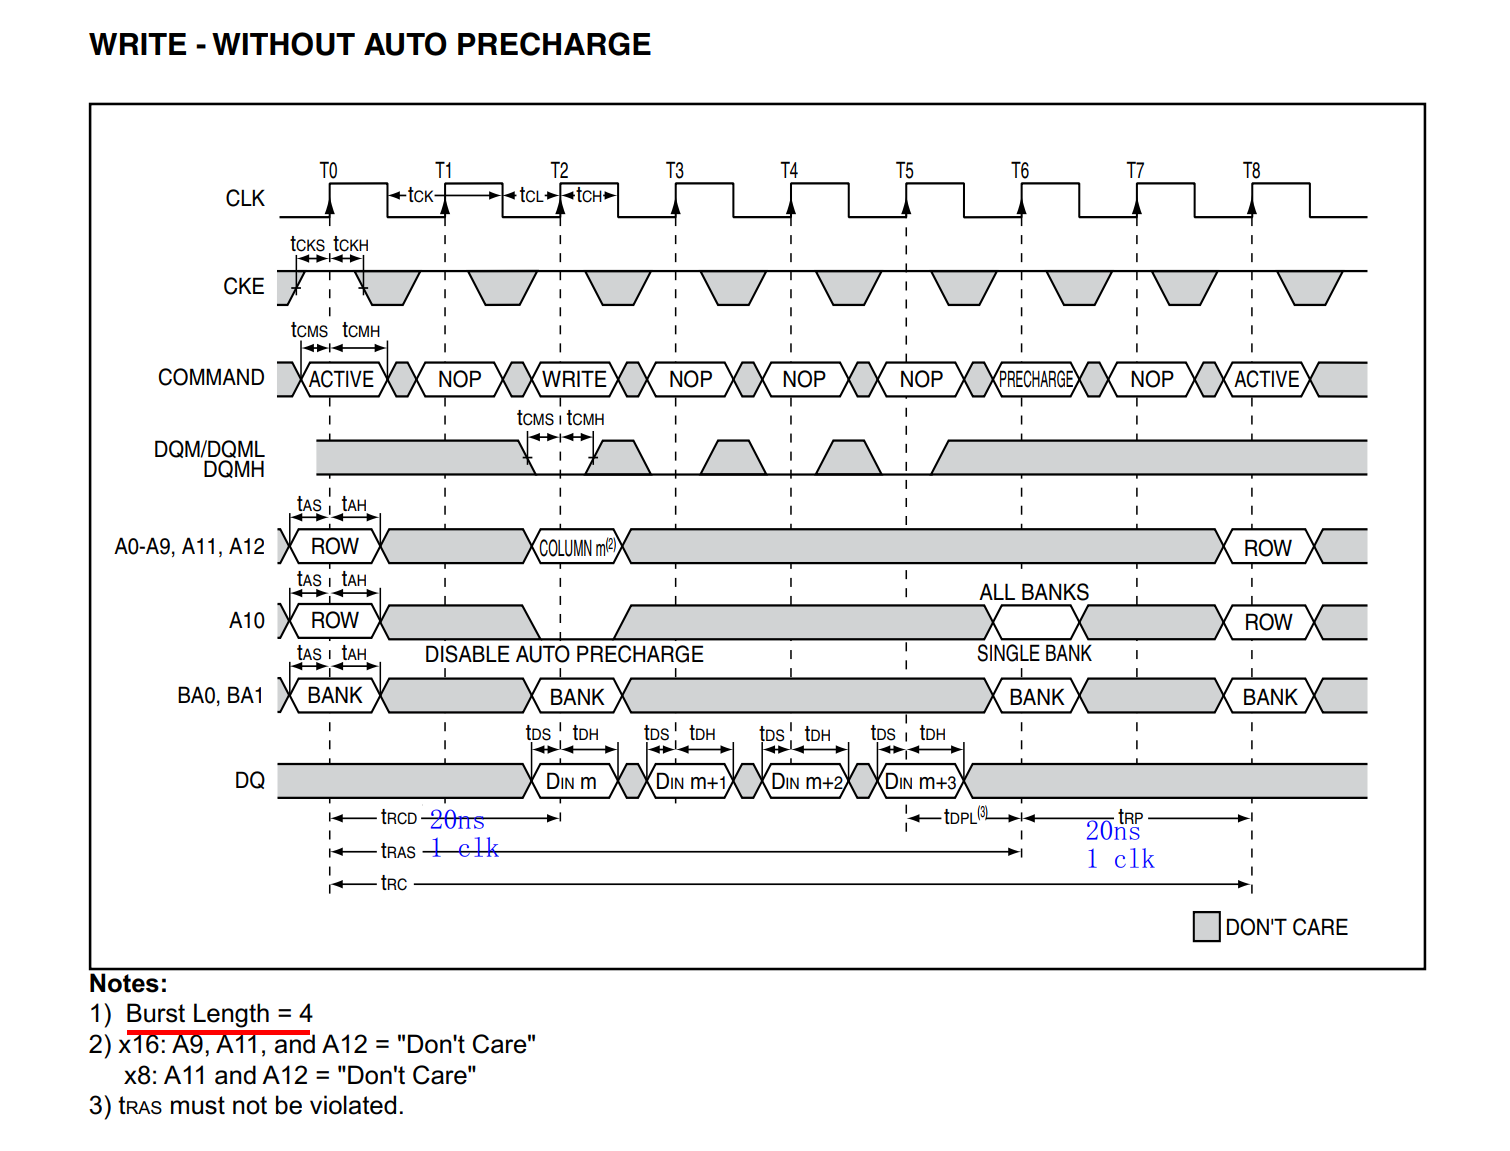 WRITE - WITHOUT AUTO PRECHARGE
T0 T1 T2 T3 T4 T5 T6 T7 T8
CLK
tCK tCL tCH
tCKS tCKH
CKE
tCMS tCMH
COMMAND ACTIVE NOP WRITE NOP NOP NOP PRECHARGE NOP ACTIVE
tCMS tCMH
DQM/DQML
DQMH
tAS tAH
A0-A9, A11, A12 ROW COLUMN m(2) ROW
tAS tAH
ALL BANKS
A10 ROW ROW
DISABLE AUTO PRECHARGE SINGLE BANK
tAS tAH
BA0, BA1 BANK BANK BANK BANK
tDS tDH tDS tDH tDS tDH tDS tDH
DQ DIN m DIN m+1 DIN m+2 DIN m+3
tRCD 20ns tDPL(3) tRP
20ns
tRAS 1 clk
1 clk
tRC
DON'T CARE
Notes:
1) Burst Length = 4
2) x16: A9, A11, and A12 = "Don't Care"
x8: A11 and A12 = "Don't Care"
3) tRAS must not be violated.